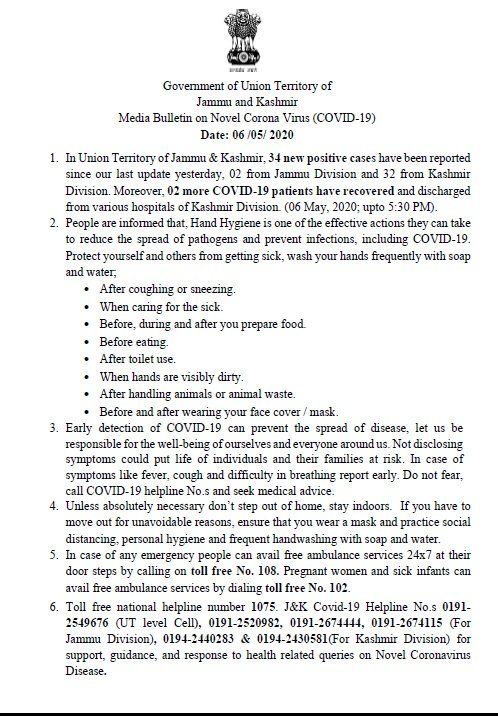 Government of Union Territory of
Jammu and Kashmir
Media Bulletin on Novel Corona Virus (COVID-19)
Date: 06 /05/ 2020
1. In Union Territory of Jammu & Kashmir, 34 new positive cases have been reported
since our last update yesterday, 02 from Jammu Division and 32 from Kashmir
Division. Moreover, 02 more COVID-19 patients have recovered and discharged
from various hospitals of Kashmir Division. (06 May, 2020; upto 5:30 PM).
2. People are informed that, Hand Hygiene is one of the effective actions they can take
to reduce the spread of pathogens and prevent infections, including COVID-19.
Protect yourself and others from getting sick, wash your hands frequently with soap
and water;
• After coughing or sneezing.
• When caring for the sick.
• Before, during and after you prepare food.
• Before eating.
• After toilet use.
• When hands are visibly dirty.
• After handling animals or animal waste.
• Before and after wearing your face cover / mask.
3. Early detection of COVID-19 can prevent the spread of disease, let us be
responsible for the well-being of ourselves and everyone around us. Not disclosing
symptoms could put life of individuals and their families at risk. In case of
symptoms like fever, cough and difficulty in breathing report early. Do not fear,
call COVID-19 helpline No.s and seek medical advice.
4. Unless absolutely necessary don't step out of home, stay indoors. If you have to
move out for unavoidable reasons, ensure that you wear a mask and practice social
distancing, personal hygiene and frequent handwashing with soap and water.
5. In case of any emergency people can avail free ambulance services 24x7 at their
door steps by calling on toll free No. 108. Pregnant women and sick infants can
avail free ambulance services by dialing toll free No. 102.
6. Toll free national helpline number 1075. J&K Covid-19 Helpline No.s 0191-
2549676 (UT level Cell), 0191-2520982, 0191-2674444, 0191-2674115 (For
Jammu Division), 0194-2440283 & 0194-2430581(For Kashmir Division) for
support, guidance, and response to health related queries on Novel Coronavirus
Disease.